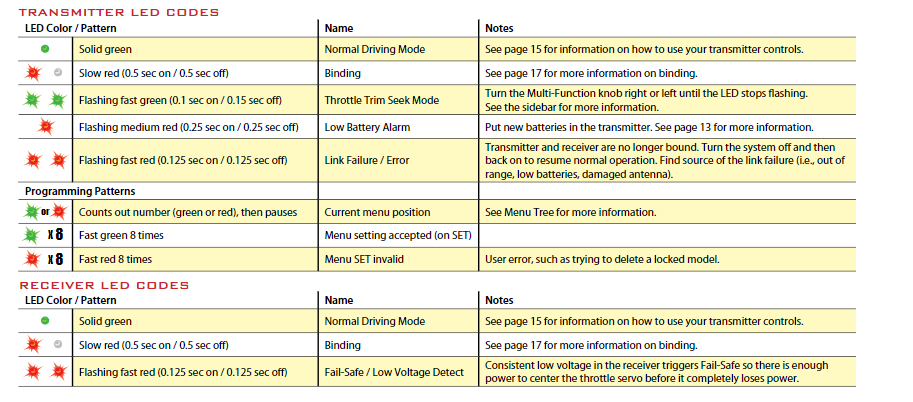 TRANSMITTER LED CODES
LED Color / Pattern Name Notes
Solid green Normal Driving Mode See page 15 for information on how to use your transmitter controls.
Slow red (0.5 sec on / 0.5 sec off) Binding See page 17 for more information on binding.
Flashing fast green (0.1 sec on / 0.15 sec off) Throttle Trim Seek Mode Turn the Multi-Function knob right or left until the LED stops flashing.
See the sidebar for more information.
Flashing medium red (0.25 sec on / 0.25 sec off) Low Battery Alarm Put new batteries in the transmitter. See page 13 for more information.
Flashing fast red (0.125 sec on / 0.125 sec off) Link Failure / Error Transmitter and receiver are no longer bound. Turn the system off and then
back on to resume normal operation. Find source of the link failure (i.e., out of
range, low batteries, damaged antenna).
Programming Patterns
or Counts out number (green or red), then pauses Current menu position See Menu Tree for more information.
X 8 Fast green 8 times Menu setting accepted (on SET)
X 8 Fast red 8 times Menu SET invalid User error, such as trying to delete a locked model.
RECEIVER LED CODES
LED Color / Pattern Name Notes
Solid green Normal Driving Mode See page 15 for information on how to use your transmitter controls.
Slow red (0.5 sec on / 0.5 sec off) Binding See page 17 for more information on binding.
Flashing fast red (0.125 sec on / 0.125 sec off) Fail-Safe / Low Voltage Detect Consistent low voltage in the receiver triggers Fail-Safe so there is enough
power to center the throttle servo before it completely loses power.